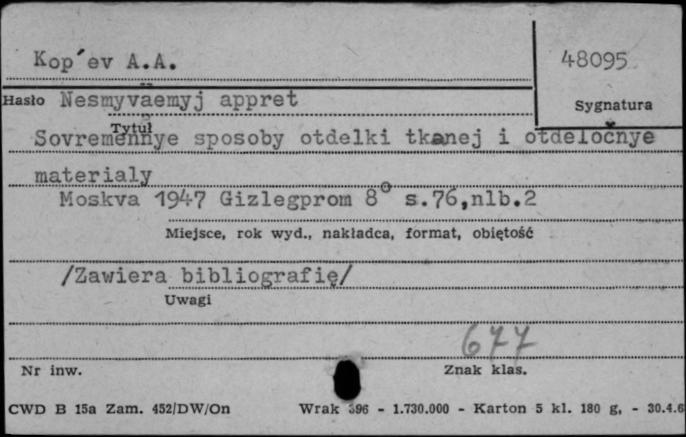 Kop'ev A.A.
48095
Hasło Nesmyvaemyj appret
Sygnatura
Tytuł
Sovremennye sposoby otdelki tkanej i otdeločnye
materialy
Moskva 1947 Gizlegprom 8° s.76,nlb.2
Miejsce, rok wyd., nakładca, format, objętość
/Zawiera bibliografię/
Uwagi
677
Nr inw.
Znak klas.
CWD B 15a Zam. 452/DW/On Wrak 396 - 1.730.000 - Karton 5 kl. 180 g, - 30.4.6